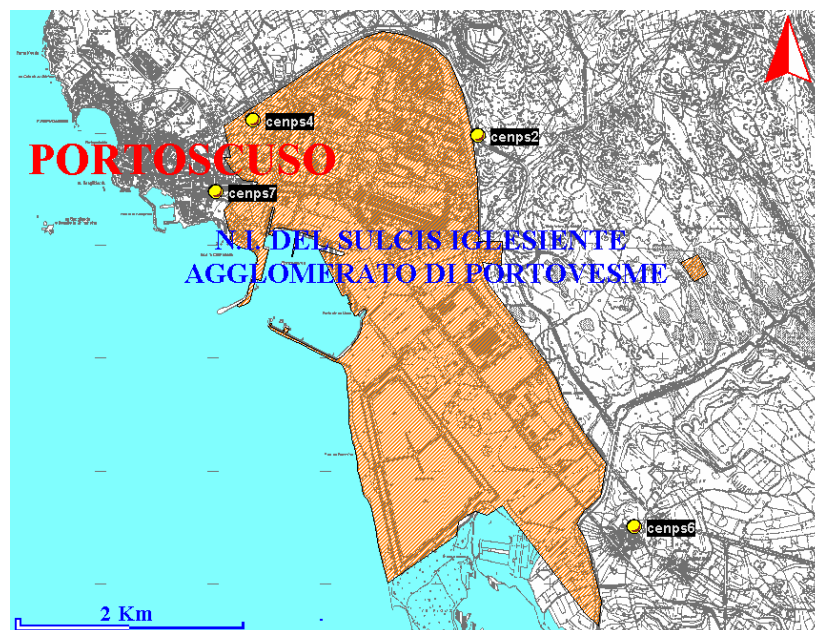 cenps4
cenps2
PORTOSCUSO
cenps7
N.I. DEL SULCIS IGLESIENTE
AGGLOMERATO DI PORTOVESME
cenps6
2 Km